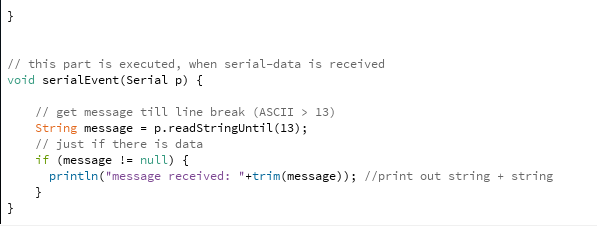 }
// this part is executed, when serial-data is received
void serialEvent(Serial p) {
// get message till line break (ASCII > 13)
String message = p.readStringUntil(13);
// just if there is data
if (message != null) {
println("message received: "+trim(message)); //print out string + string
}
}